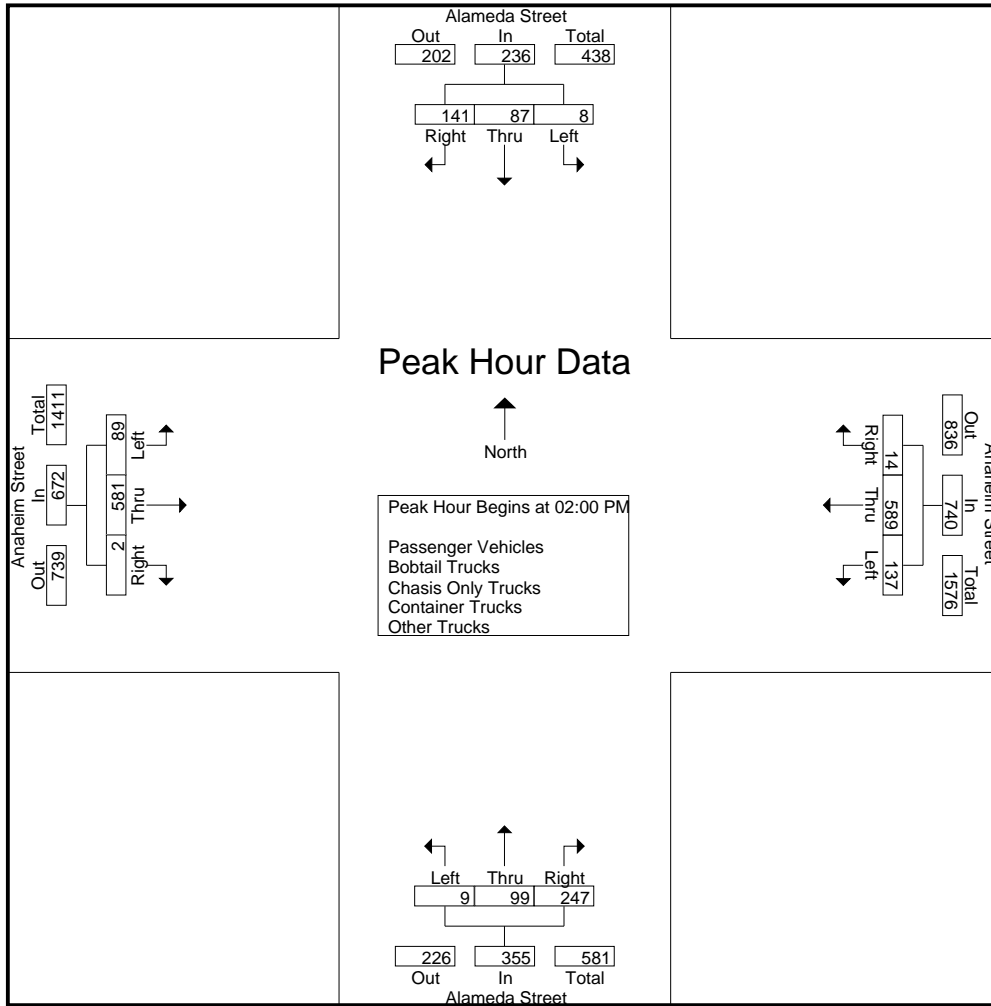 Alameda Street
Out In Total
202 236 438
141 87 8
Right Thru Left
Peak Hour Data
North
Peak Hour Begins at 02:00 PM
Passenger Vehicles
Bobtail Trucks
Chasis Only Trucks
Container Trucks
Other Trucks
Anaheim Street
Total In Out
1411 672 739
89 581 2
Left Thru Right
Right Thru Left
14 589 137
Out In Total
836 740 1576
Anaheim Street
Left Thru Right
9 99 247
226 355 581
Out In Total
Alameda Street